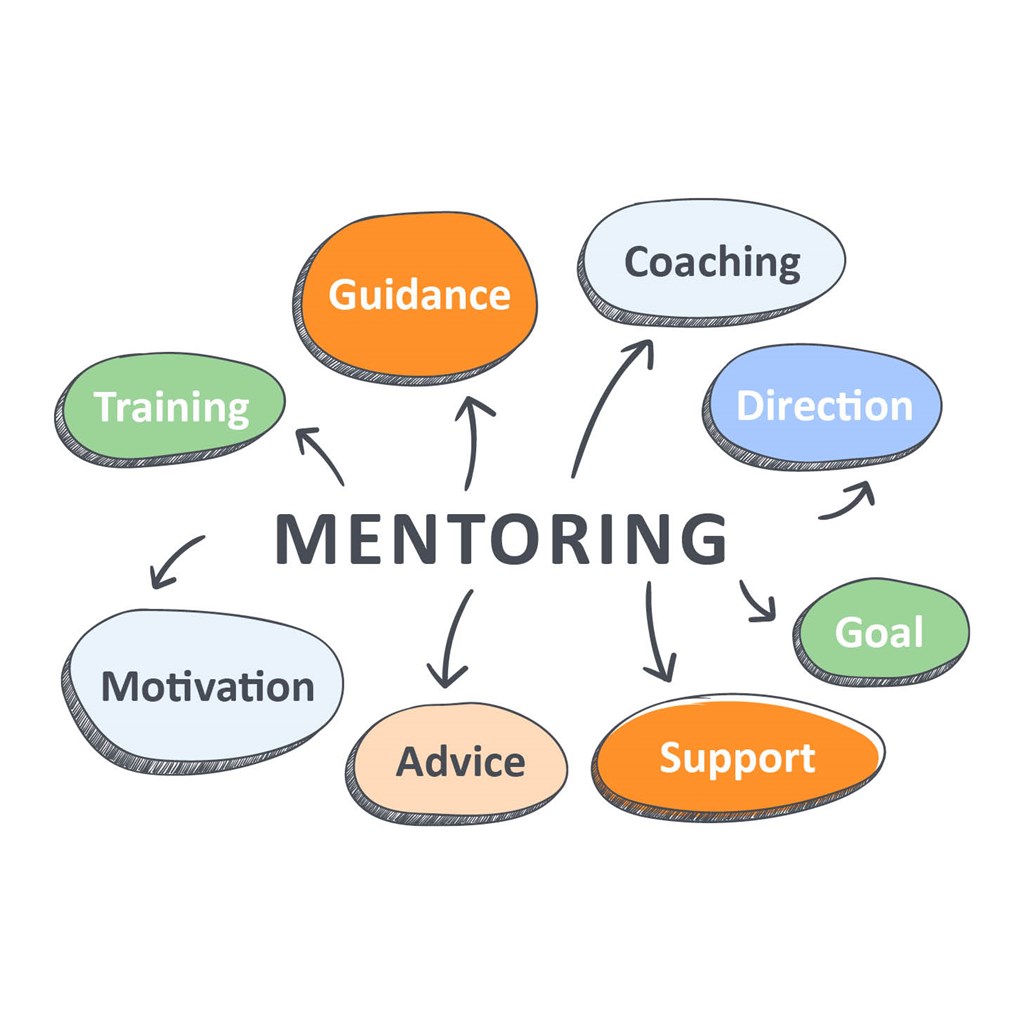 Coaching
Guidance
Training
Direction
MENTORING
Goal
Motivation
Advice
Support